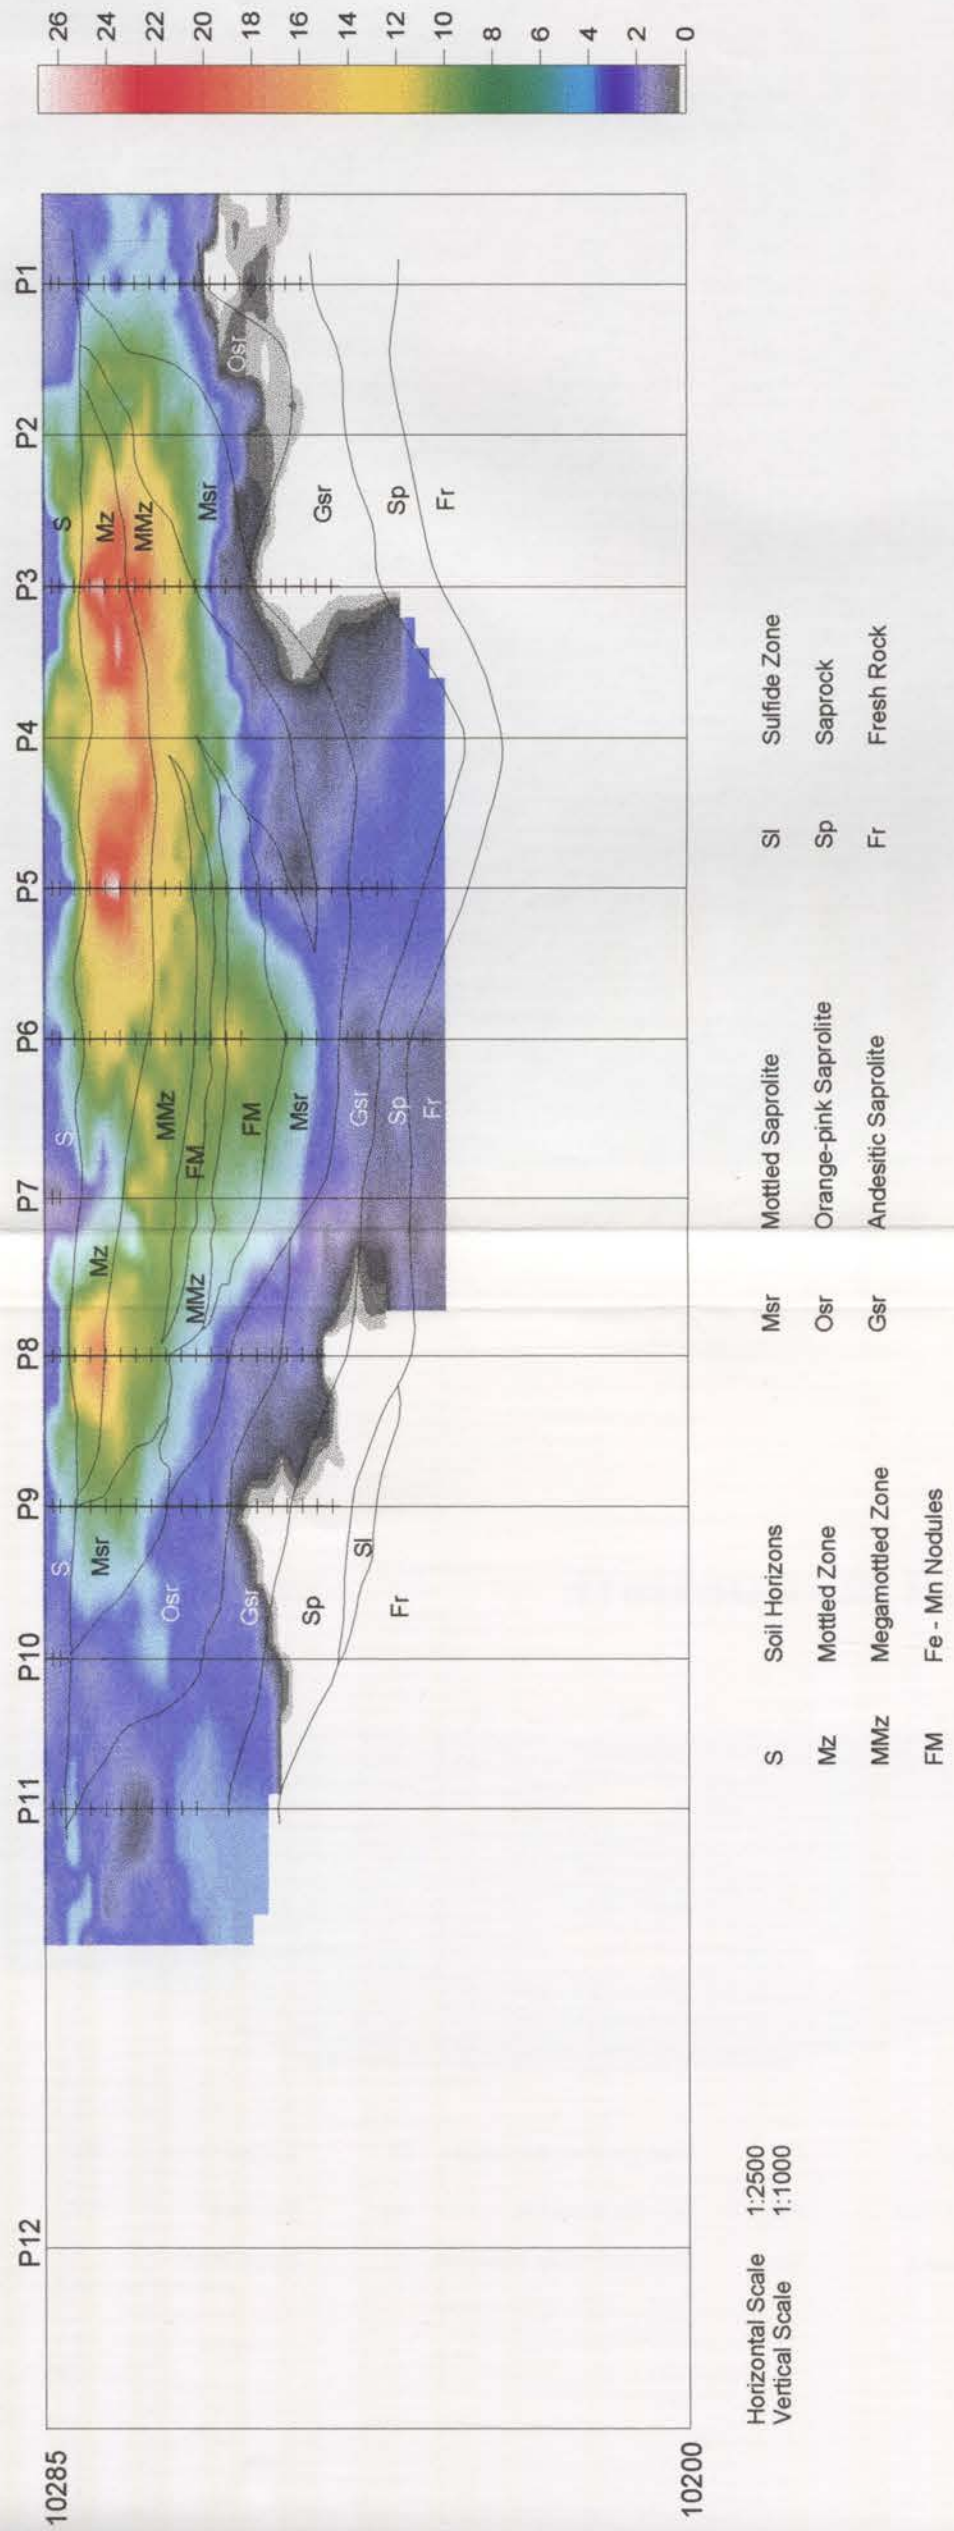 P12 P11 P10 P9 P8 P7 P6 P5 P4 P3 P2 P1
10285
26
24
22
20
18
16
14
12
10
8
6
4
2
0
S S S
Msr Mz Mz
Osr MMz MMz
MMz FM Msr
Gsr FM Osr
Sp Msr Gsr
Sl Gsr Sp
Fr Sp Fr
Fr
10200
Horizontal Scale 1:2500
Vertical Scale 1:1000
S Soil Horizons
Mz Mottled Zone
MMz Megamottled Zone
FM Fe - Mn Nodules
Msr Mottled Saprolite
Osr Orange-pink Saprolite
Gsr Andesitic Saprolite
Sl Sulfide Zone
Sp Saprock
Fr Fresh Rock